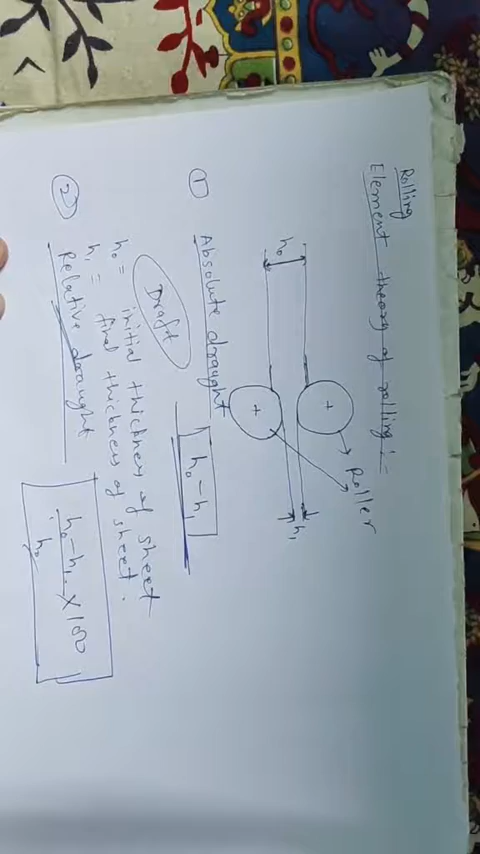 Rolling
Element theory of rolling :-
h₀
Roller
h₁
① Absolute draught h₀ - h₁
Draft
h₀ = initial thickness of sheet
h₁ = final thickness of sheet.
② Relative draught h₀ - h₁ / h₀ × 100